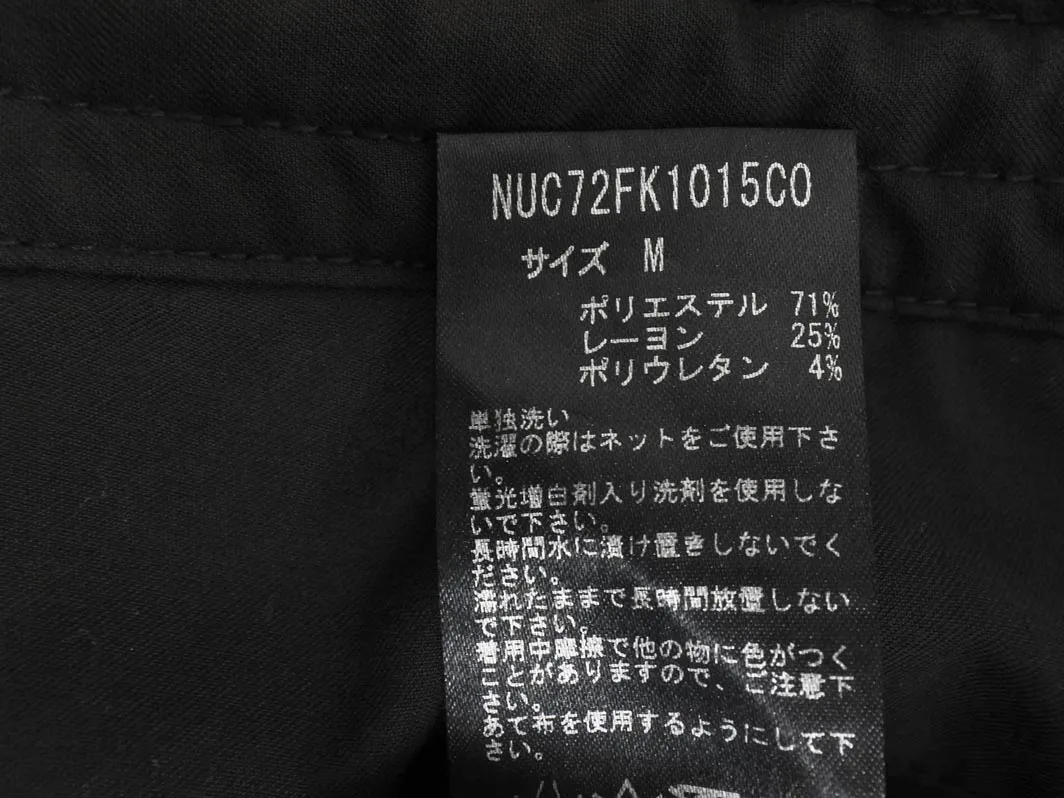 NUC72FK1015CO
サイズ M
ポリエステル 71%
レーヨン 25%
ポリウレタン 4%
単独洗い
洗濯の際はネットをご使用下さ
い。
蛍光増白剤入り洗剤を使用しな
いで下さい。
長時間水に漬け置きしないでく
ださい。
濡れたままで長時間放置しない
で下さい。
着用中摩擦で他の物に色がつく
ことがありますので、ご注意下
さい。
あて布を使用するようにして下
さい。